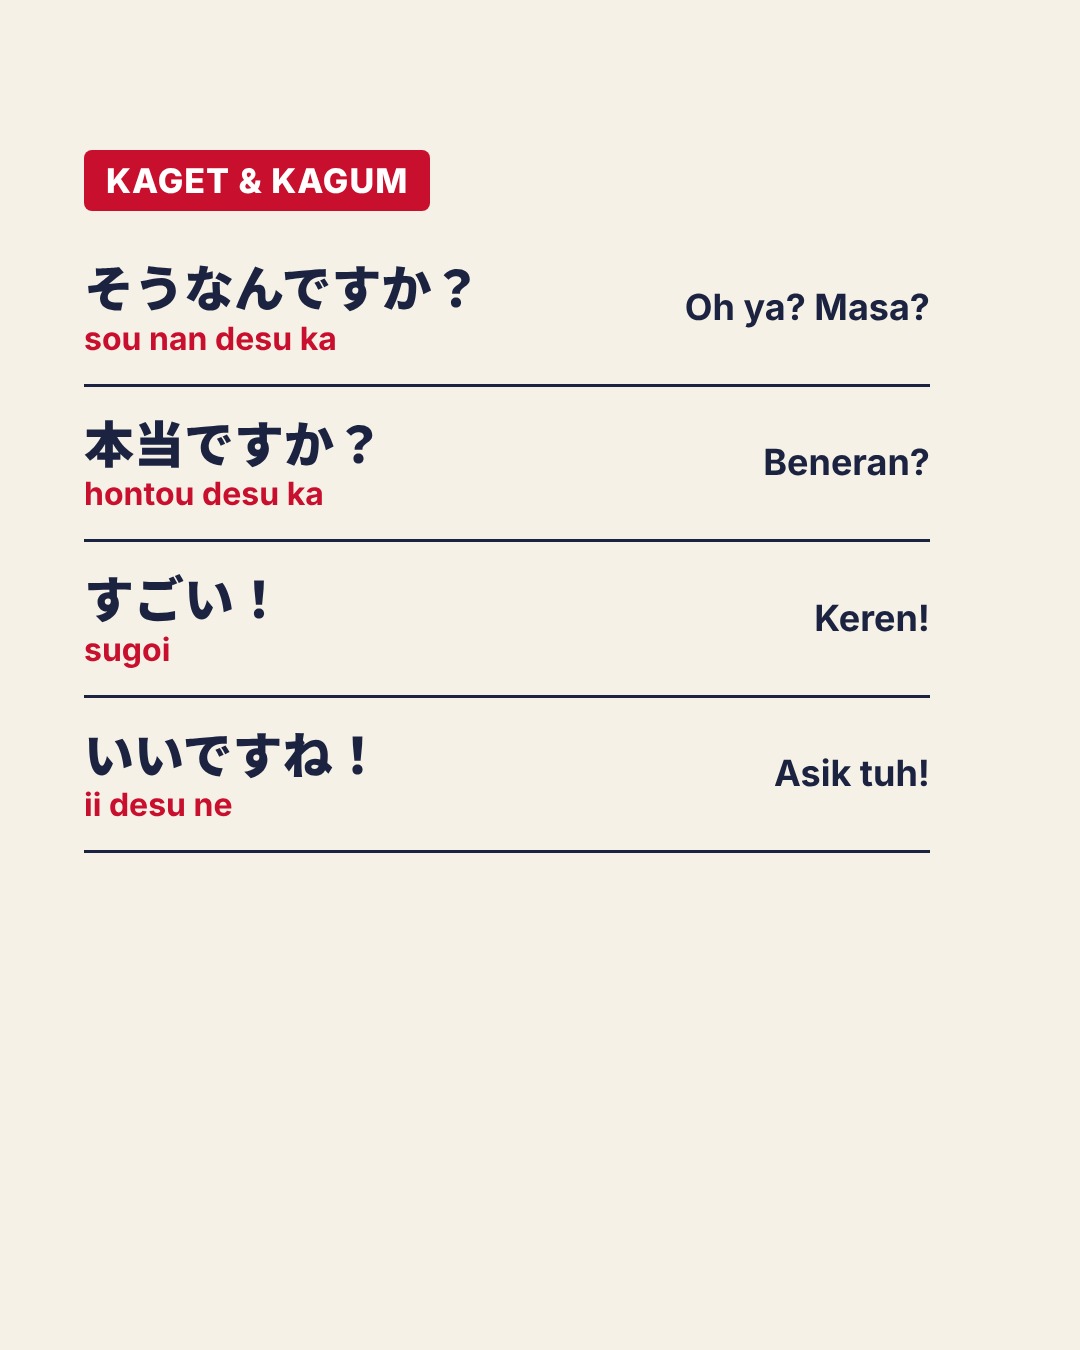 KAGET & KAGUM
そうなんですか？
sou nan desu ka
Oh ya? Masa?
本当ですか？
hontou desu ka
Beneran?
すごい！
sugoi
Keren!
いいですね！
ii desu ne
Asik tuh!